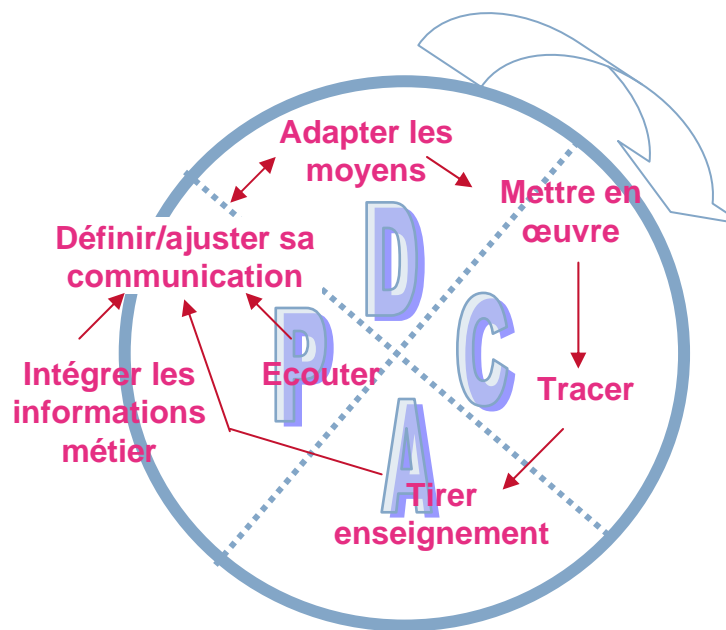 Adapter les
moyens
Mettre en
œuvre
Définir/ajuster sa
communication
D
P
C
Intégrer les
informations
métier
Ecouter
Tracer
A
Tirer
enseignement